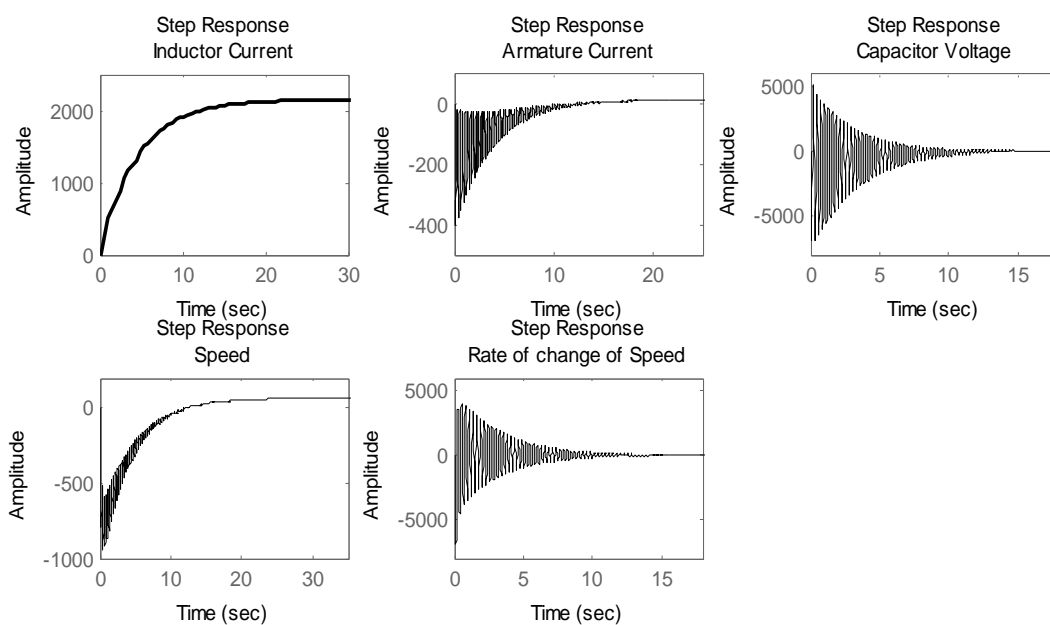 Step Response
Inductor Current
Amplitude
2000
1000
0
0 10 20 30
Time (sec)
Step Response
Armature Current
Amplitude
0
-200
-400
0 10 20
Time (sec)
Step Response
Capacitor Voltage
Amplitude
5000
0
-5000
0 5 10 15
Time (sec)
Step Response
Speed
Amplitude
0
-500
-1000
0 10 20 30
Time (sec)
Step Response
Rate of change of Speed
Amplitude
5000
0
-5000
0 5 10 15
Time (sec)